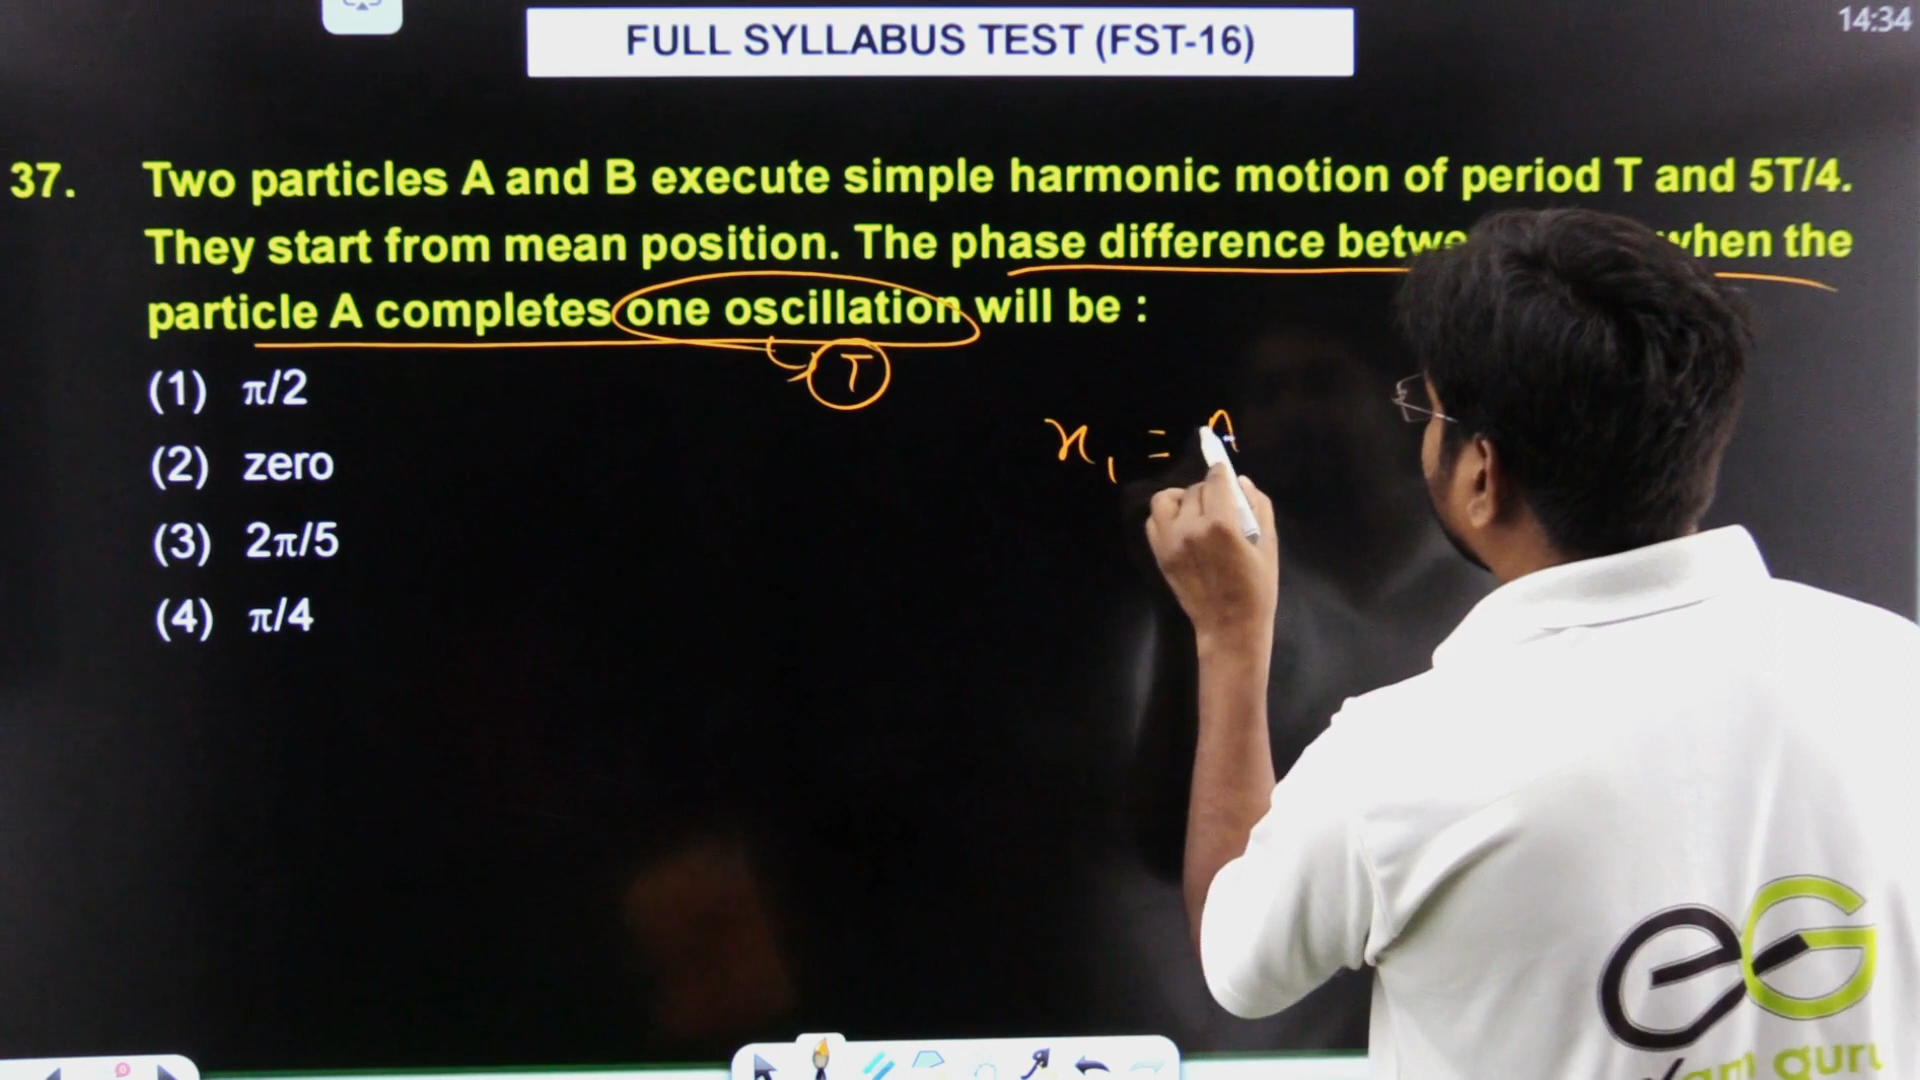 14:34
FULL SYLLABUS TEST (FST-16)
37. Two particles A and B execute simple harmonic motion of period T and 5T/4.
They start from mean position. The phase difference when the
particle A completes one oscillation will be :
T
(1) π/2
x₁ =
(2) zero
(3) 2π/5
(4) π/4
eG
guru